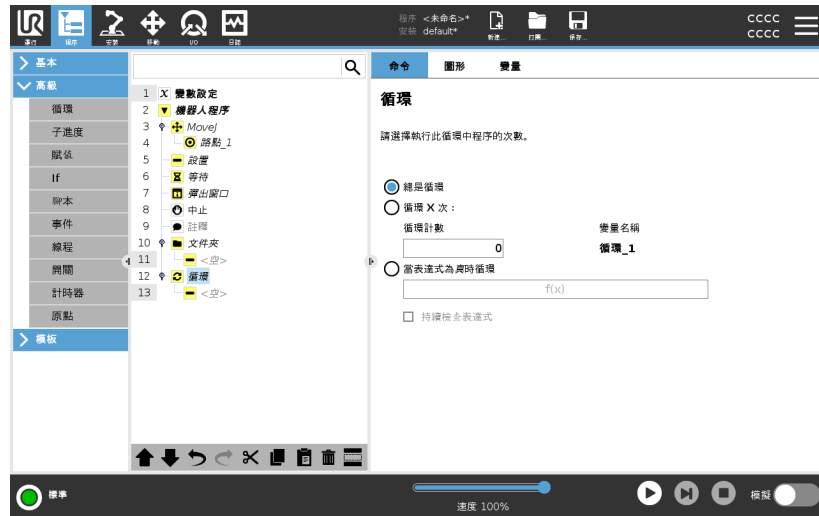 UR
運行
程序
安裝
移動
I/O
日誌
程序 <未命名>*
安裝 default*
新建...
打開...
保存...
cccc
cccc
基本
高級
循環
子進度
賦值
If
腳本
事件
線程
開關
計時器
原點
模板
1 X 變數設定
2 機器人程序
3 MoveJ
4 路點_1
5 設置
6 等待
7 彈出窗口
8 中止
9 註釋
10 文件夾
11 <空>
12 循環
13 <空>
命令 圖形 變量
循環
請選擇執行此循環中程序的次數。
總是循環
循環 X 次：
循環計數 變量名稱
0 循環_1
當表達式為真時循環
f(x)
持續檢查表達式
標準
速度 100%
模擬